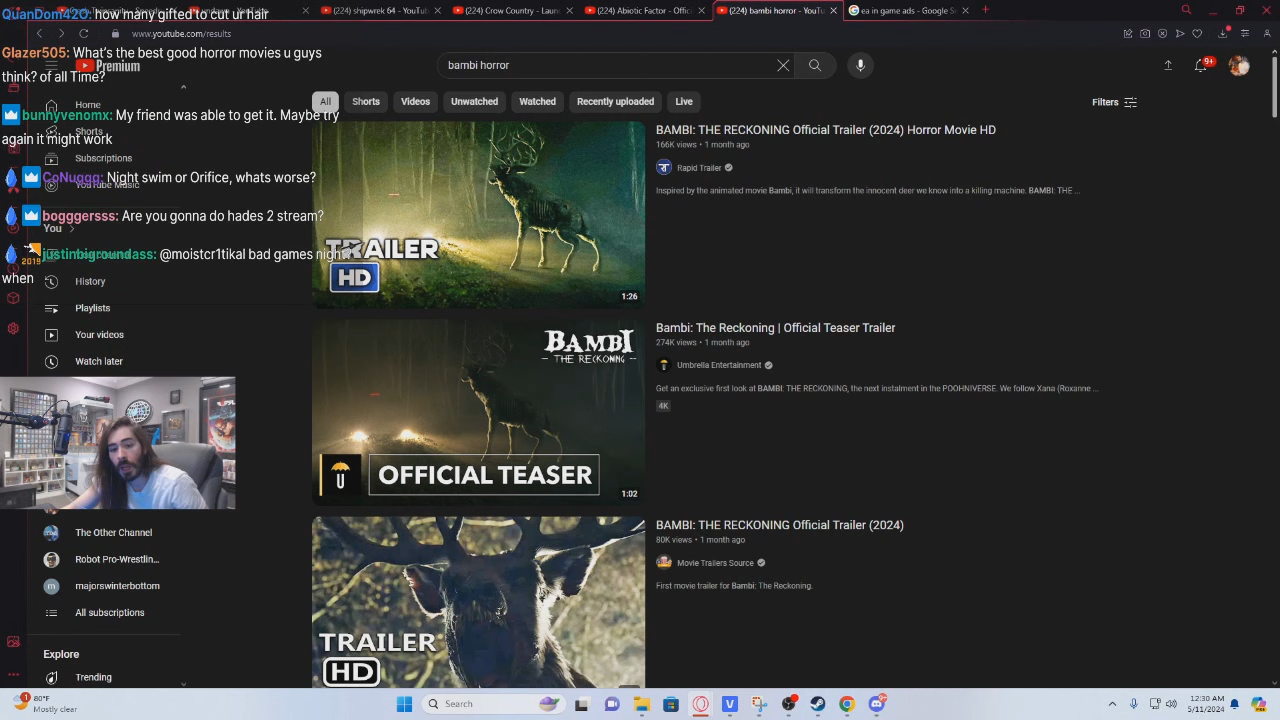 QuanDom420: how much gifted to cut ur hair
(224) shipwrek 64 - YouTub
(224) Crow Country - Laun
(224) Abiotic Factor - Offic
(224) bambi horror - YouTu
ea in game ads - Google S
www.youtube.com/results
Glazer505: What's the best good horror movies u guys
think? of all Time?
Premium
bambi horror
9+
Home
All
Shorts
Videos
Unwatched
Watched
Recently uploaded
Live
Filters
bunnyvenomx: My friend was able to get it. Maybe try
again it might work
Shorts
Subscriptions
CoNuggg: Night swim or Orifice, whats worse?
YouTube Music
bogggersss: Are you gonna do hades 2 stream?
You
2019 justinbigroundass: @moistcr1tikal bad games night
when
History
Playlists
Your videos
Watch later
The Other Channel
Robot Pro-Wrestlin...
m
majorswinterbottom
All subscriptions
Explore
Trending
TRAILER
HD
1:26
BAMBI: THE RECKONING Official Trailer (2024) Horror Movie HD
166K views • 1 month ago
Rapid Trailer
Inspired by the animated movie Bambi, it will transform the innocent deer we know into a killing machine. BAMBI: THE ...
BAMBI
THE RECKONING
U
OFFICIAL TEASER
1:02
Bambi: The Reckoning | Official Teaser Trailer
274K views • 1 month ago
Umbrella Entertainment
Get an exclusive first look at BAMBI: THE RECKONING, the next instalment in the POOHNIVERSE. We follow Xana (Roxanne ...
4K
TRAILER
HD
BAMBI: THE RECKONING Official Trailer (2024)
80K views • 1 month ago
Movie Trailers Source
First movie trailer for Bambi: The Reckoning.
1
80°F
Mostly clear
Search
V
9+
12:30 AM
5/11/2024